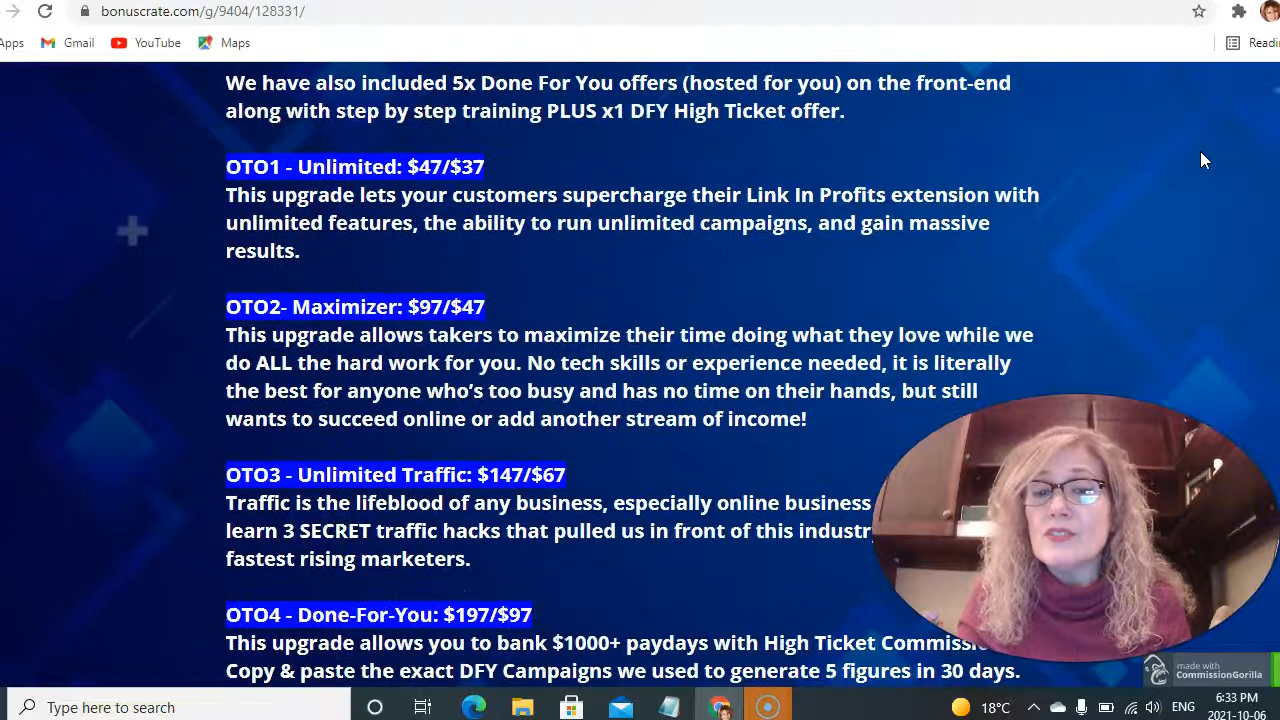 bonuscrate.com/g/9404/128331/
Apps
Gmail
YouTube
Maps
We have also included 5x Done For You offers (hosted for you) on the front-end
along with step by step training PLUS x1 DFY High Ticket offer.
OTO1 - Unlimited: $47/$37
This upgrade lets your customers supercharge their Link In Profits extension with
unlimited features, the ability to run unlimited campaigns, and gain massive
results.
OTO2- Maximizer: $97/$47
This upgrade allows takers to maximize their time doing what they love while we
do ALL the hard work for you. No tech skills or experience needed, it is literally
the best for anyone who’s too busy and has no time on their hands, but still
wants to succeed online or add another stream of income!
OTO3 - Unlimited Traffic: $147/$67
Traffic is the lifeblood of any business, especially online business
learn 3 SECRET traffic hacks that pulled us in front of this industry
fastest rising marketers.
OTO4 - Done-For-You: $197/$97
This upgrade allows you to bank $1000+ paydays with High Ticket
Copy & paste the exact DFY Campaigns we used to generate 5 figures in 30 days.
made with
CommissionGorilla
Type here to search
18°C
ENG
6:33 PM
2021-10-06